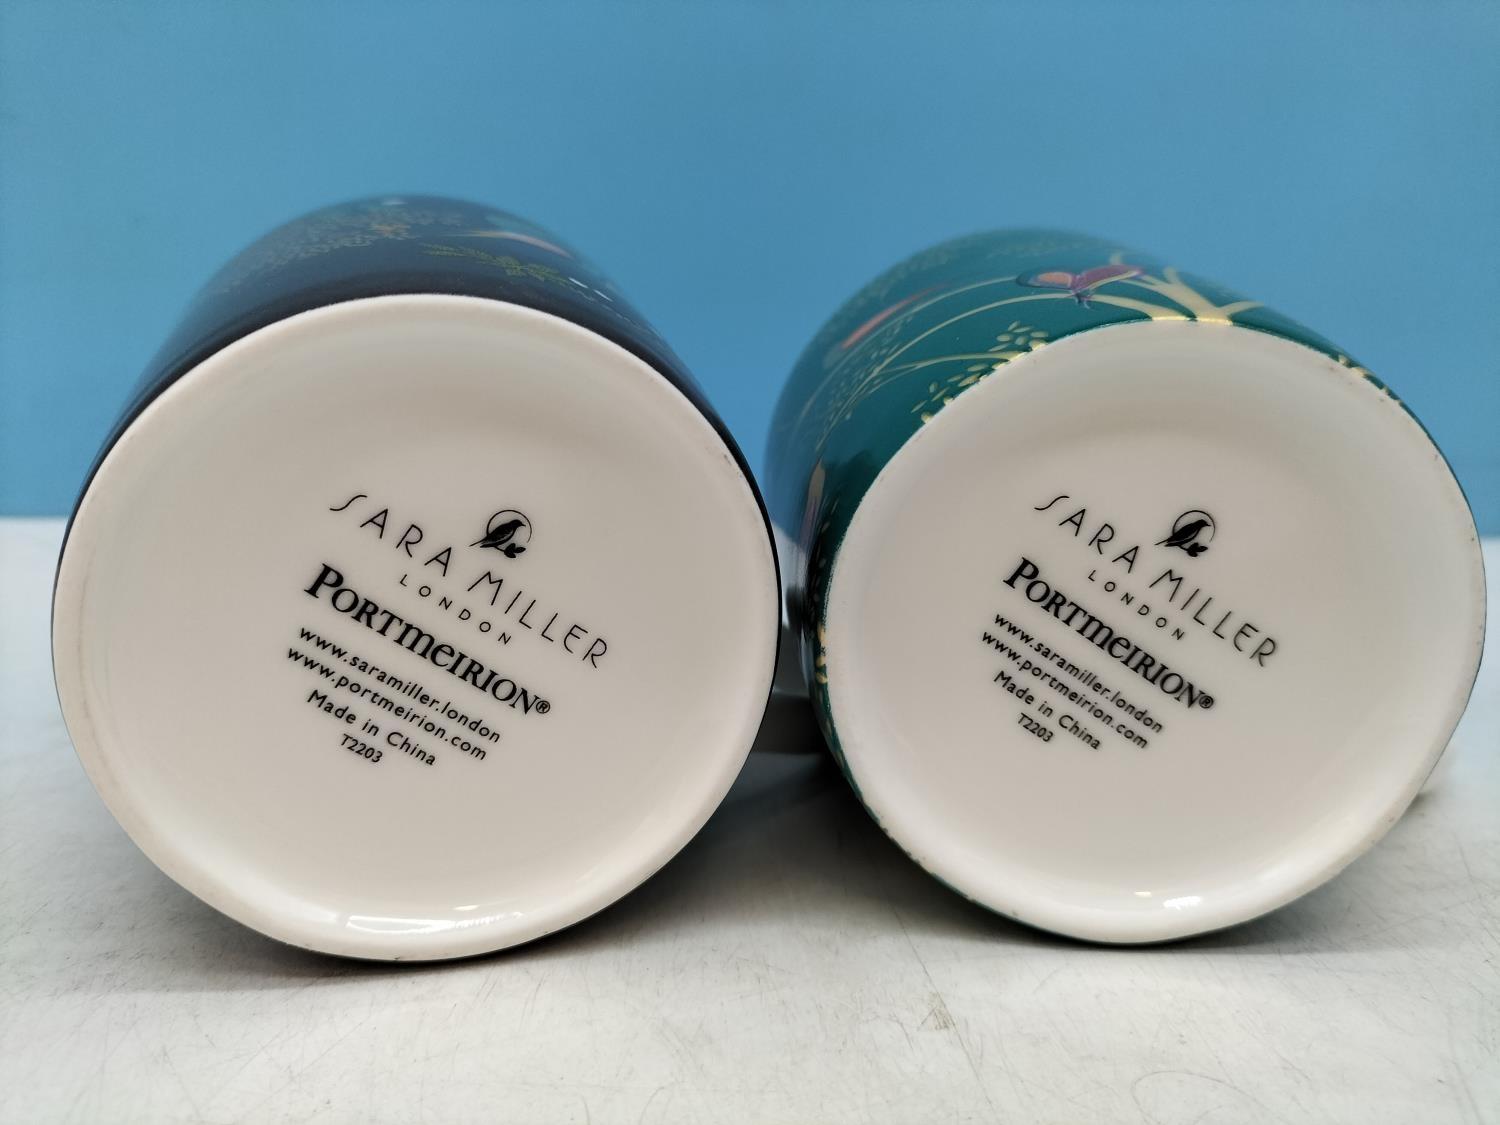 SARA MILLER
LONDON
PORTMEIRION®
www.saramiller.london
www.portmeirion.com
Made in China
T2203
SARA MILLER
LONDON
PORTMEIRION®
www.saramiller.london
www.portmeirion.com
Made in China
T2203